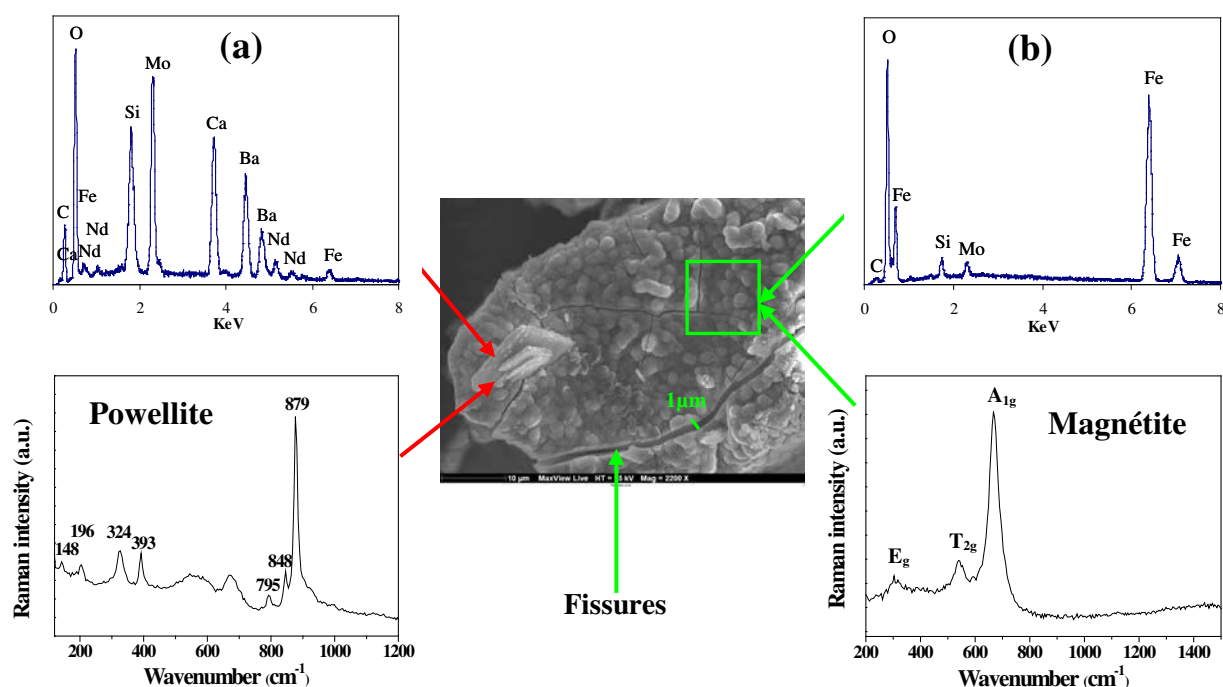 (a)
O
Mo
Si
Ca
Ba
Fe
C
Nd
Ba
Nd
Ca
Nd
Nd
Fe
0 2 4 6 8
KeV
(b)
O
Fe
Fe
Si
Mo
Fe
C
0 2 4 6 8
KeV
1µm
10 µm MaxView Live Mag = 2200 X
Fissures
Powellite
879
196
324
393
148
848
795
Raman intensity (a.u.)
200 400 600 800 1000 1200
Wavenumber (cm-1)
Magnétite
A1g
T2g
Eg
Raman intensity (a.u.)
200 400 600 800 1000 1200 1400
Wavenumber (cm-1)